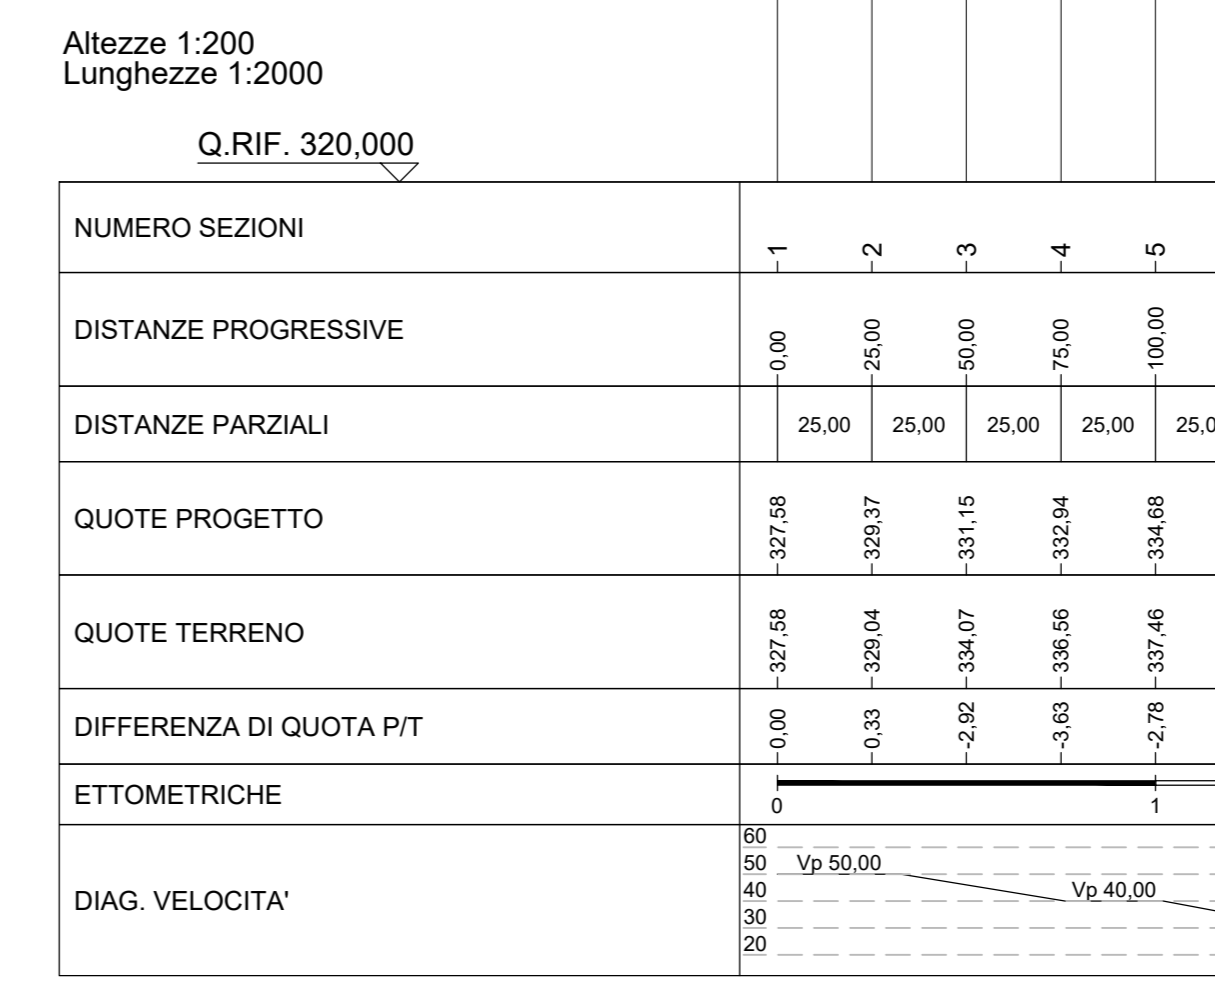 Altezze 1:200
Lunghezze 1:2000
Q.RIF. 320,000
NUMERO SEZIONI 1 2 3 4 5
DISTANZE PROGRESSIVE 0,00 25,00 50,00 75,00 100,00
DISTANZE PARZIALI 25,00 25,00 25,00 25,00 25,0
QUOTE PROGETTO 327,58 329,37 331,15 332,94 334,68
QUOTE TERRENO 327,58 329,04 334,07 336,56 337,46
DIFFERENZA DI QUOTA P/T 0,00 0,33 -2,92 -3,63 -2,78
ETTOMETRICHE 0 1
DIAG. VELOCITA'
60
50 Vp 50,00
40 Vp 40,00
30
20